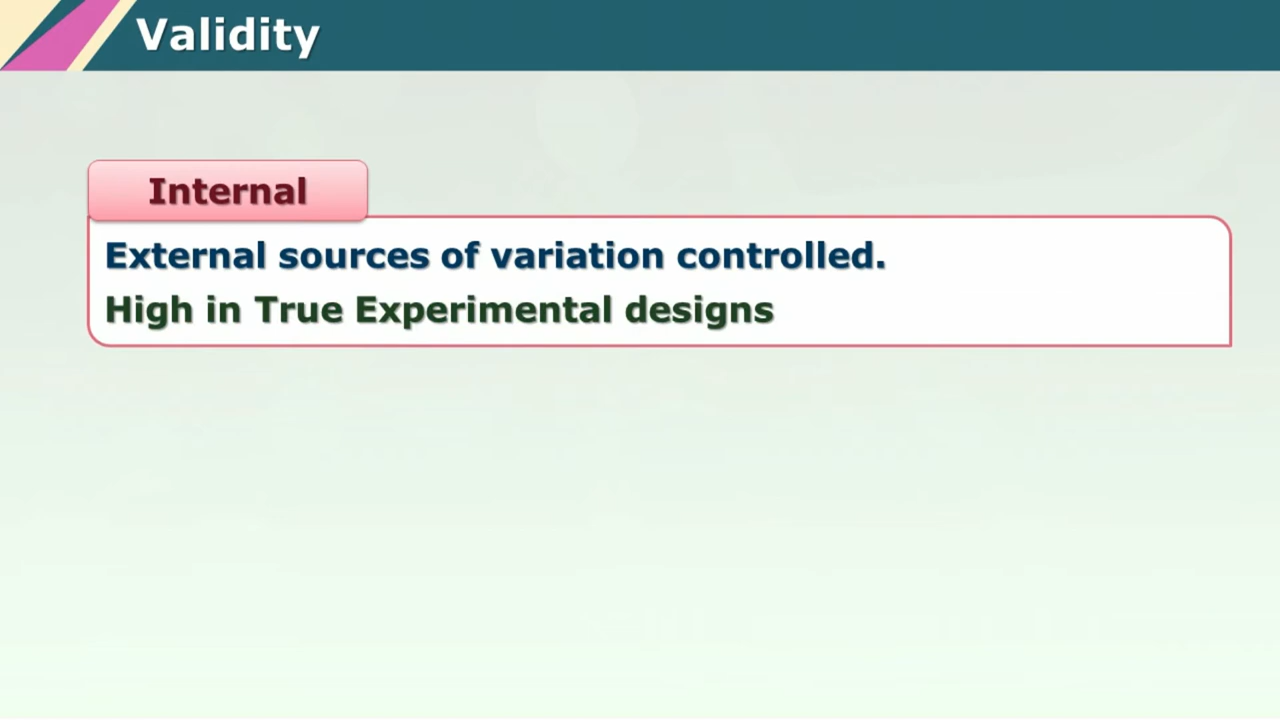 Validity
Internal
External sources of variation controlled.
High in True Experimental designs